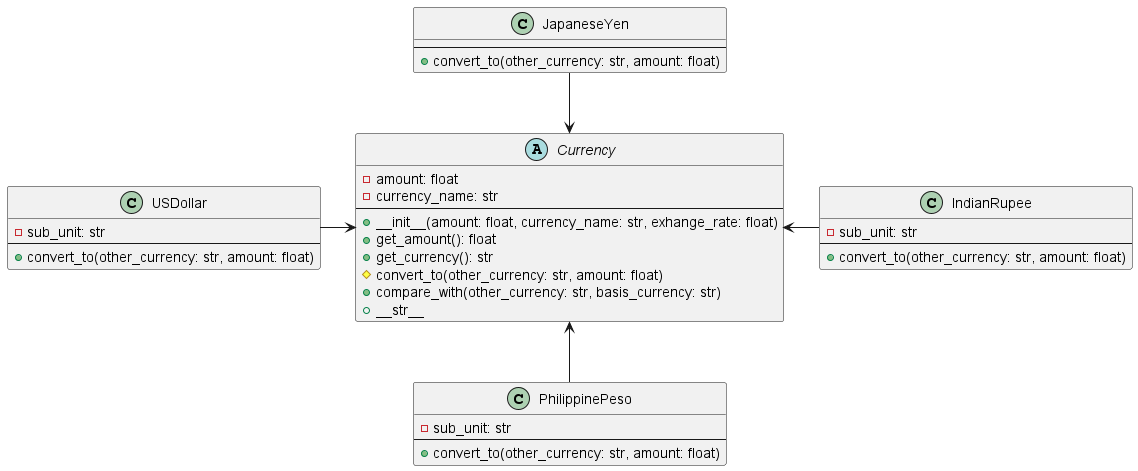 C JapaneseYen
convert_to(other_currency: str, amount: float)
A Currency
amount: float
currency_name: str
__init__(amount: float, currency_name: str, exhange_rate: float)
get_amount(): float
get_currency(): str
convert_to(other_currency: str, amount: float)
compare_with(other_currency: str, basis_currency: str)
__str__
C USDollar
sub_unit: str
convert_to(other_currency: str, amount: float)
C IndianRupee
sub_unit: str
convert_to(other_currency: str, amount: float)
C PhilippinePeso
sub_unit: str
convert_to(other_currency: str, amount: float)